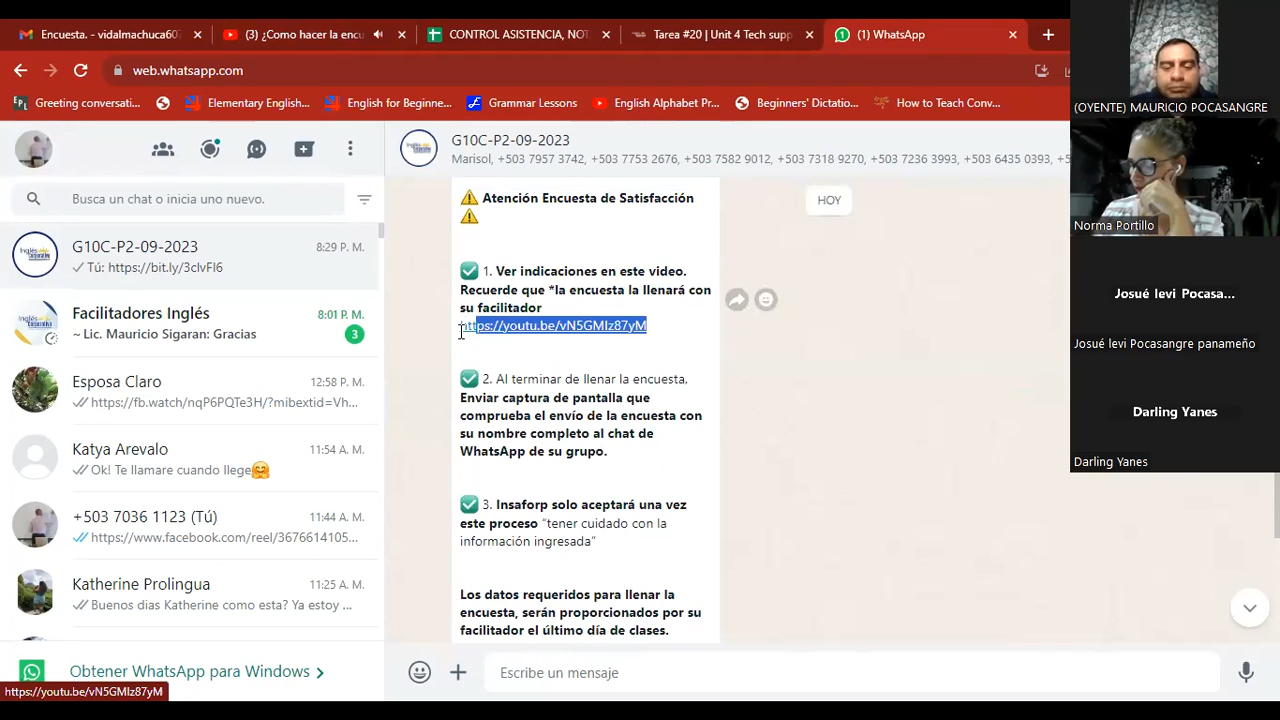 Encuesta. - vidalmachuca60
(3) ¿Como hacer la encu
CONTROL ASISTENCIA, NOT
Tarea #20 | Unit 4 Tech supp
(1) WhatsApp
web.whatsapp.com
Greeting conversati...
Elementary English...
English for Beginne...
Grammar Lessons
English Alphabet Pr...
Beginners' Dictatio...
How to Teach Conv...
Busca un chat o inicia uno nuevo.
G10C-P2-09-2023
8:29 P. M.
Tú: https://bit.ly/3clvFI6
Facilitadores Inglés
8:01 P. M.
~ Lic. Mauricio Sigaran: Gracias
3
Esposa Claro
12:58 P. M.
https://fb.watch/nqP6PQTe3H/?mibextid=Vh...
Katya Arevalo
11:54 A. M.
Ok! Te llamare cuando llege
+503 7036 1123 (Tú)
11:44 A. M.
https://www.facebook.com/reel/3676614105...
Katherine Prolingua
11:25 A. M.
Buenos dias Katherine como esta? Ya estoy ...
Obtener WhatsApp para Windows
https://youtu.be/vN5GMIz87yM
G10C-P2-09-2023
Marisol, +503 7957 3742, +503 7753 2676, +503 7582 9012, +503 7318 9270, +503 7236 3993, +503 6435 0393, +5
HOY
Atención Encuesta de Satisfacción
1. Ver indicaciones en este video.
Recuerde que *la encuesta la llenará con
su facilitador
https://youtu.be/vN5GMIz87yM
2. Al terminar de llenar la encuesta,
Enviar captura de pantalla que
comprueba el envío de la encuesta con
su nombre completo al chat de
WhatsApp de su grupo.
3. Insaforp solo aceptará una vez
este proceso "tener cuidado con la
información ingresada"
Los datos requeridos para llenar la
encuesta, serán proporcionados por su
facilitador el último día de clases.
Escribe un mensaje
(OYENTE) MAURICIO POCASANGRE
Norma Portillo
Josué levi Pocasa...
Josué levi Pocasangre panameño
Darling Yanes
Darling Yanes